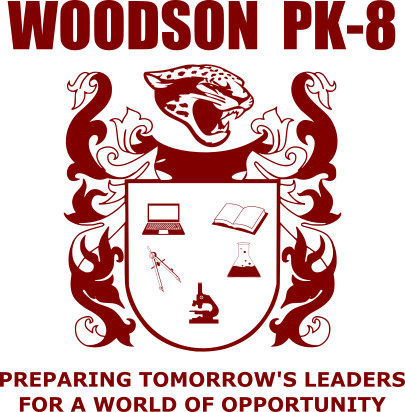 WOODSON PK-8
PREPARING TOMORROW'S LEADERS
FOR A WORLD OF OPPORTUNITY